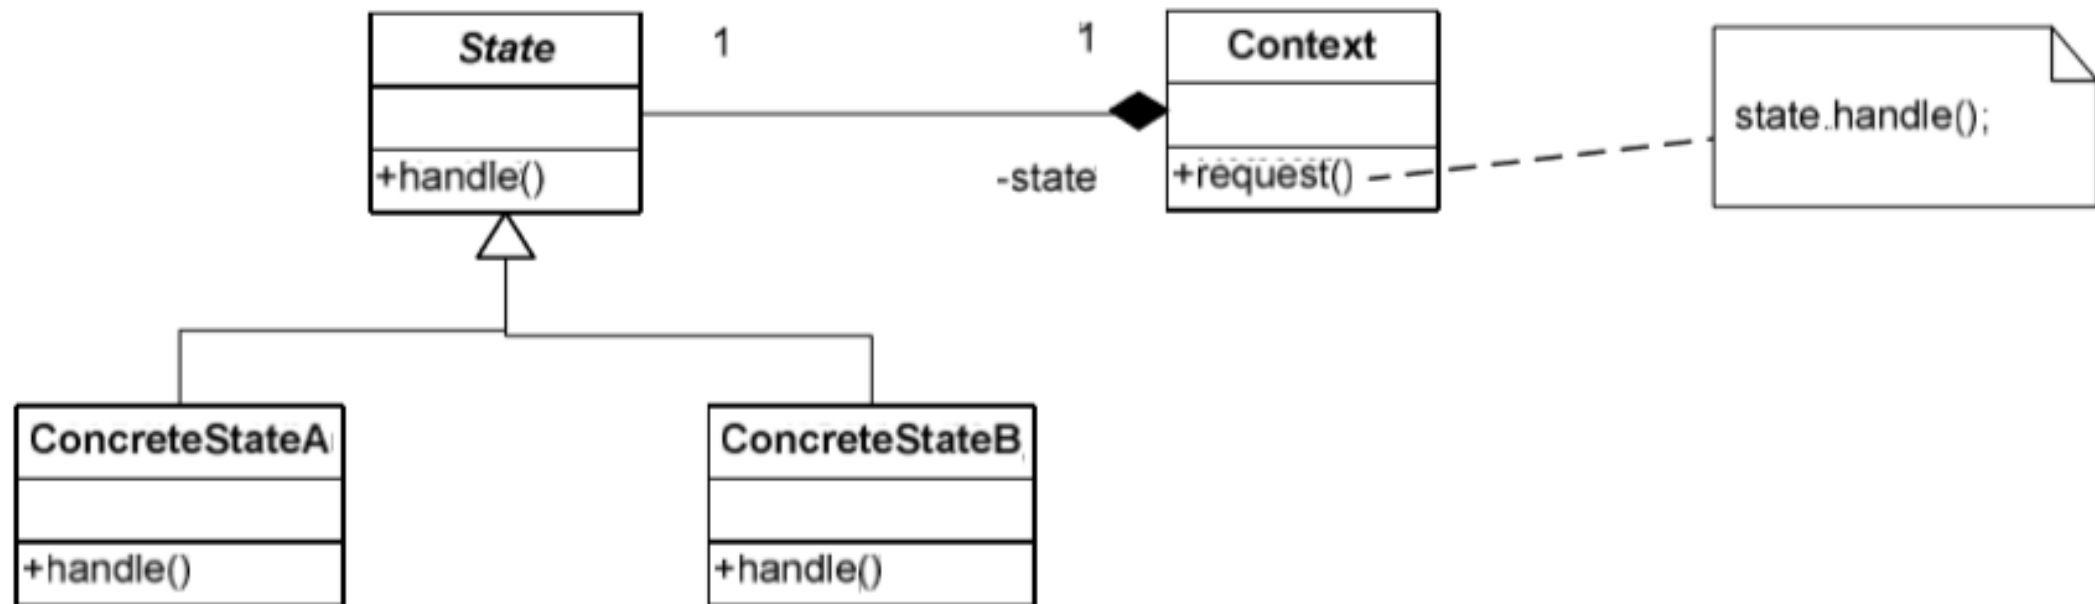 State
+handle()
1
1
-state
Context
+request()
state.handle();
ConcreteStateA
+handle()
ConcreteStateB
+handle()